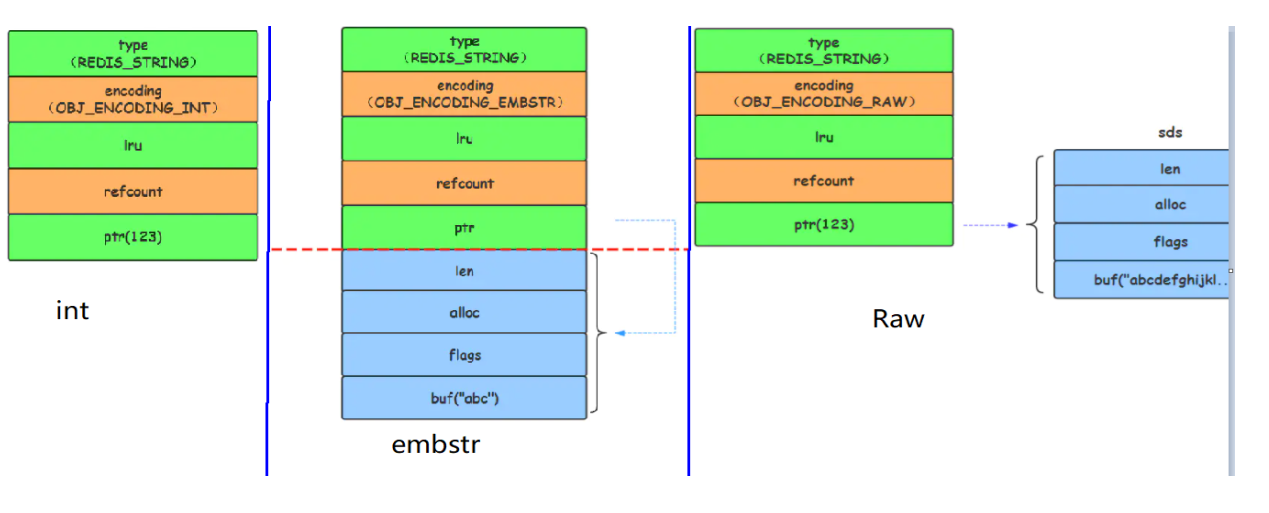 type
(REDIS_STRING)
encoding
(OBJ_ENCODING_INT)
lru
refcount
ptr(123)
int
type
(REDIS_STRING)
encoding
(OBJ_ENCODING_EMBSTR)
lru
refcount
ptr
len
alloc
flags
buf("abc")
embstr
type
(REDIS_STRING)
encoding
(OBJ_ENCODING_RAW)
lru
refcount
ptr(123)
Raw
sds
len
alloc
flags
buf("abcdefghijkl..